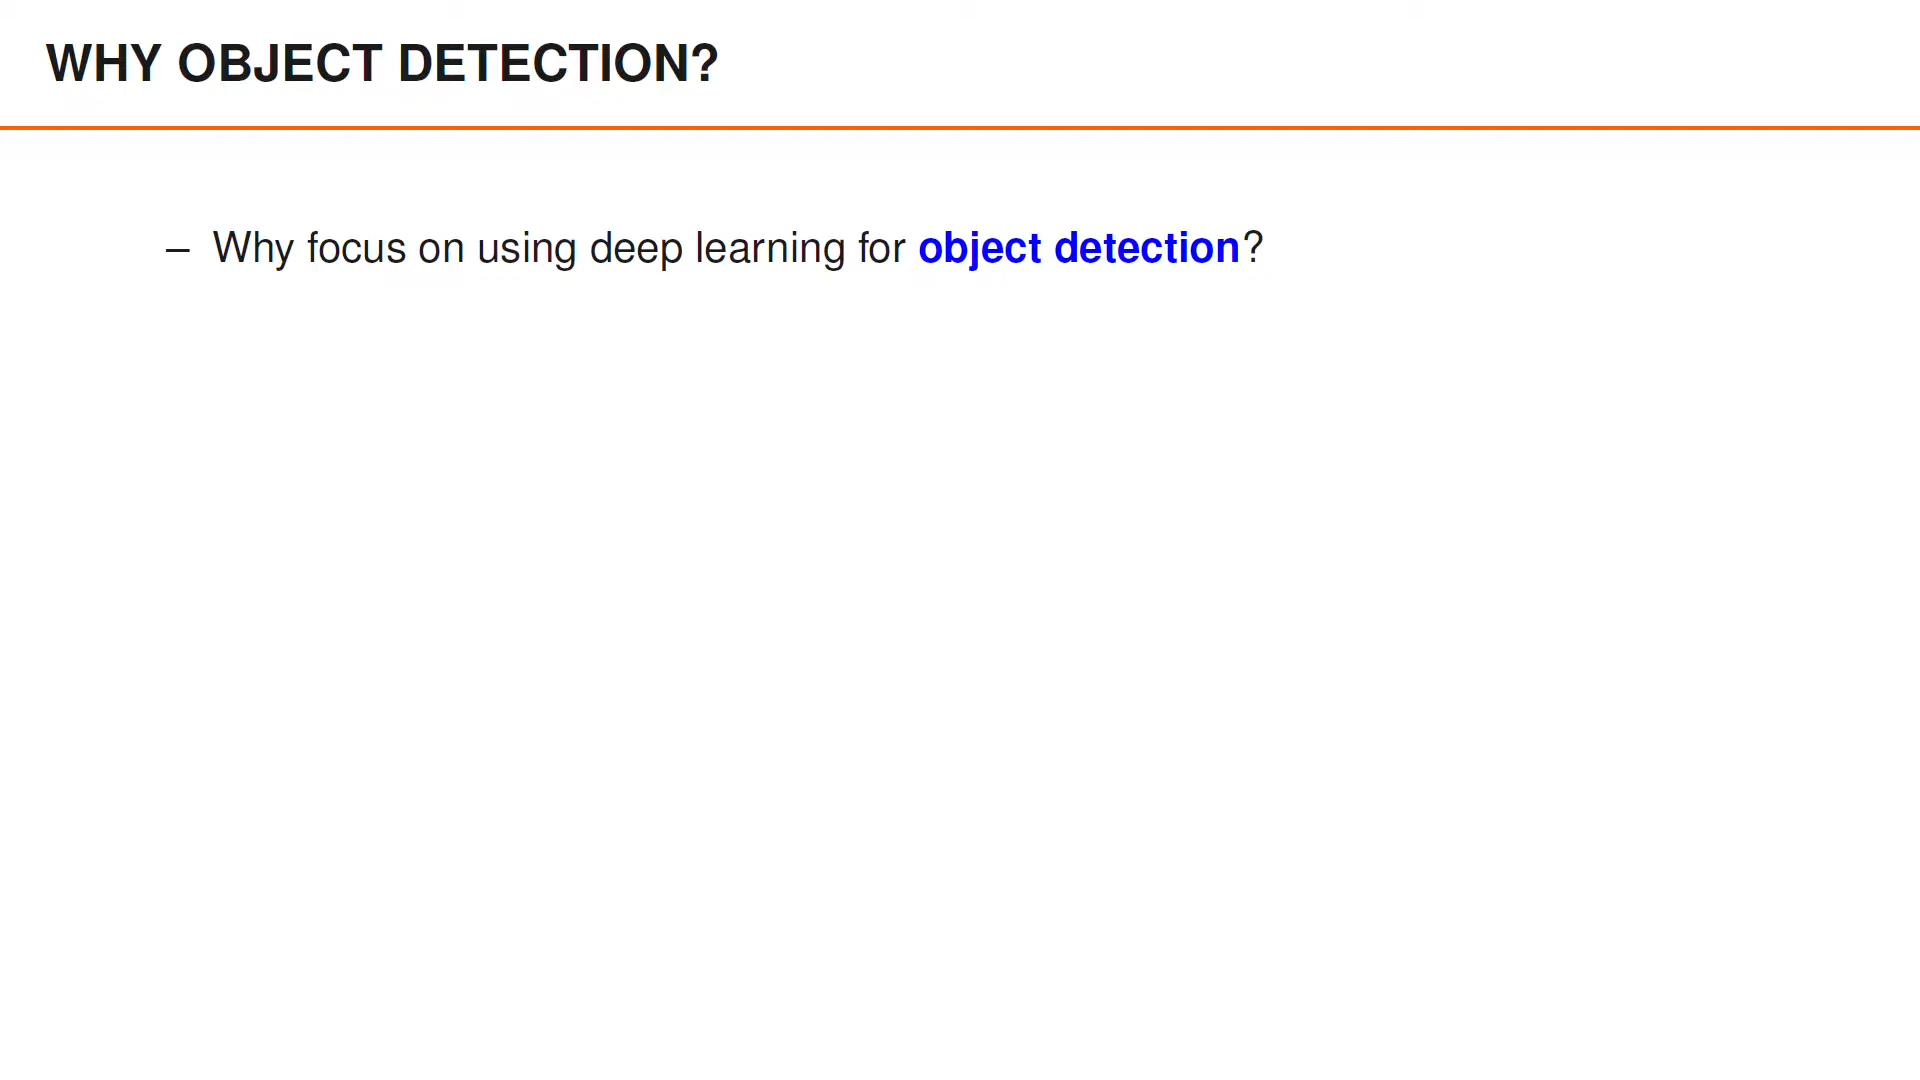 WHY OBJECT DETECTION?
– Why focus on using deep learning for object detection?